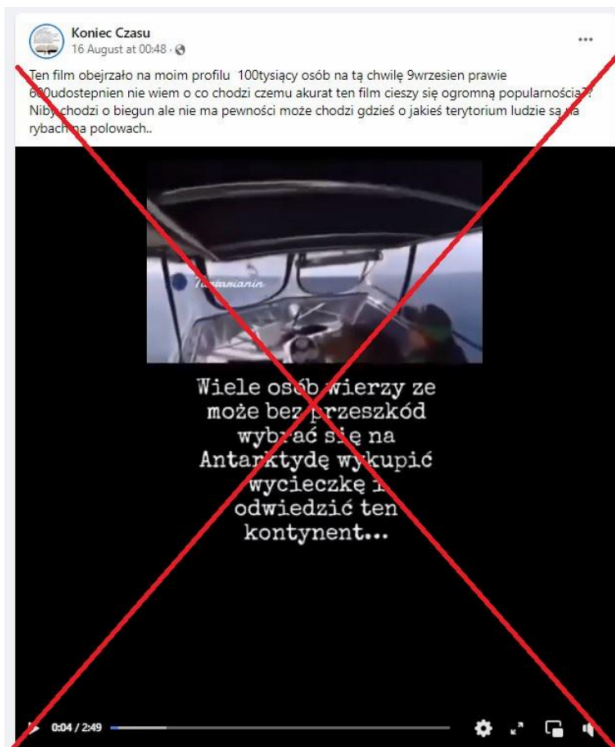 Koniec Czasu
16 August at 00:48 ·
Ten film obejrzało na moim profilu 100tysiący osób na tą chwilę 9wrzesien prawie
600udostepnien nie wiem o co chodzi czemu akurat ten film cieszy się ogromną popularnością??
Niby chodzi o biegun ale nie ma pewności może chodzi gdzieś o jakieś terytorium ludzie są na
rybach na polowach..
Tartarianin
Wiele osób wierzy ze
może bez przeszkód
wybrać się na
Antarktydę wykupić
wycieczkę i
odwiedzić ten
kontynent...
0:04 / 2:49